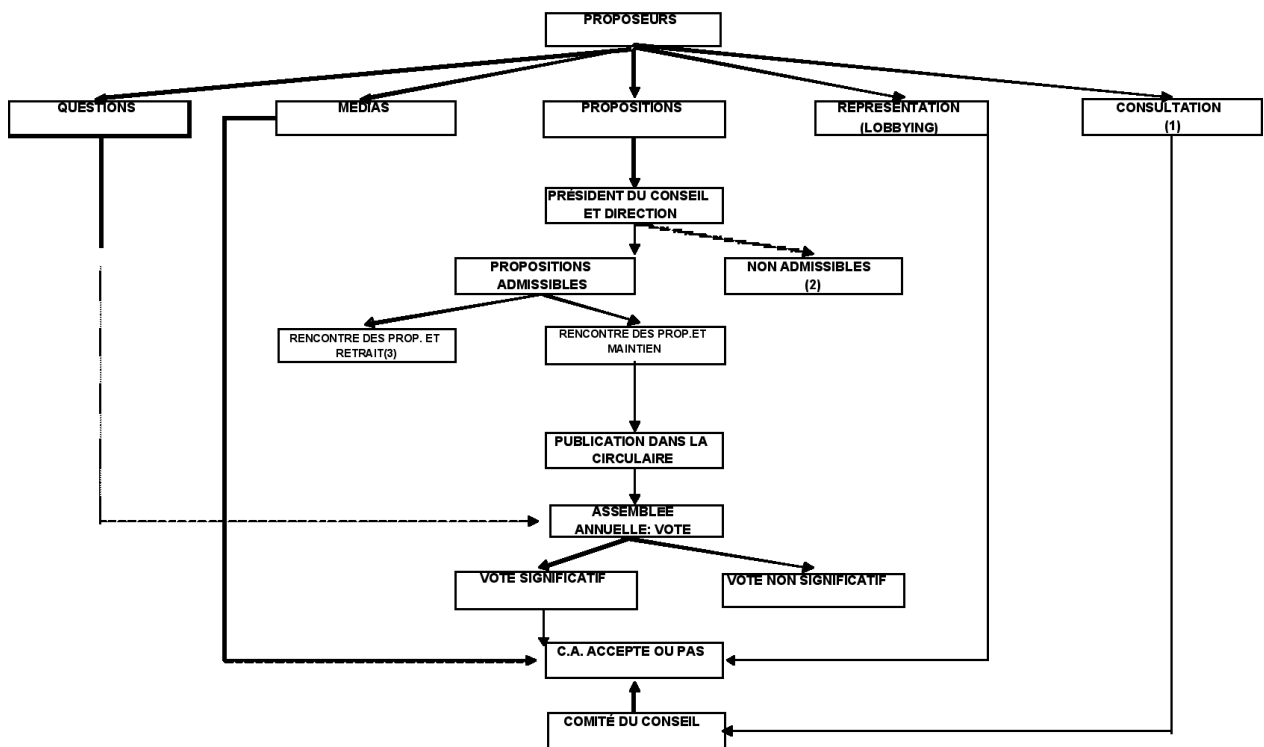 PROPOSEURS
QUESTIONS
MEDIAS
PROPOSITIONS
REPRESENTATION
(LOBBYING)
CONSULTATION
(1)
PRÉSIDENT DU CONSEIL
ET DIRECTION
PROPOSITIONS
ADMISSIBLES
NON ADMISSIBLES
(2)
RENCONTRE DES PROP. ET
RETRAIT(3)
RENCONTRE DES PROP.ET
MAINTIEN
PUBLICATION DANS LA
CIRCULAIRE
ASSEMBLEE
ANNUELLE: VOTE
VOTE SIGNIFICATIF
VOTE NON SIGNIFICATIF
C.A. ACCEPTE OU PAS
COMITÉ DU CONSEIL